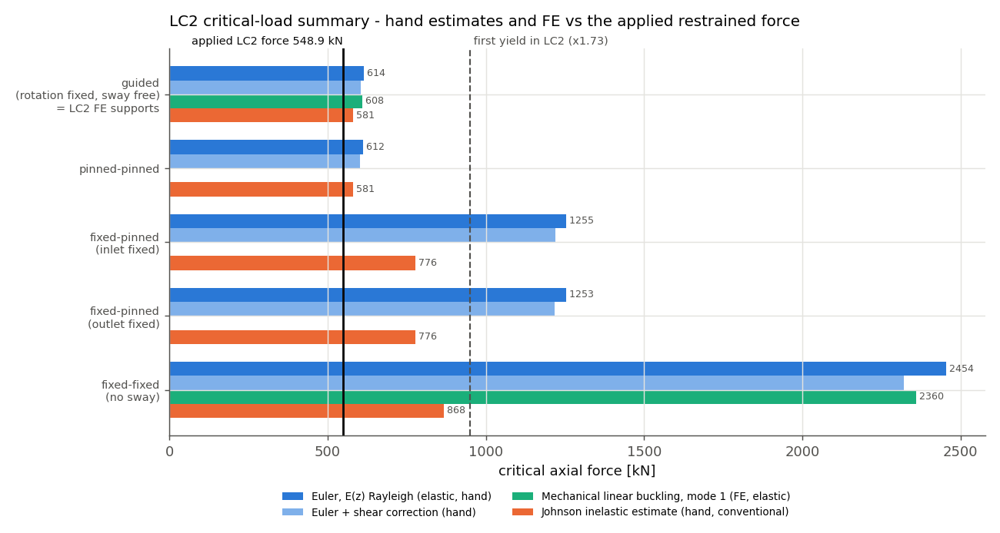 LC2 critical-load summary - hand estimates and FE vs the applied restrained force
applied LC2 force 548.9 kN
first yield in LC2 (x1.73)
guided
(rotation fixed, sway free)
= LC2 FE supports
614
608
581
pinned-pinned
612
581
fixed-pinned
(inlet fixed)
1255
776
fixed-pinned
(outlet fixed)
1253
776
fixed-fixed
(no sway)
2454
2360
868
0 500 1000 1500 2000 2500
critical axial force [kN]
Euler, E(z) Rayleigh (elastic, hand)
Euler + shear correction (hand)
Mechanical linear buckling, mode 1 (FE, elastic)
Johnson inelastic estimate (hand, conventional)